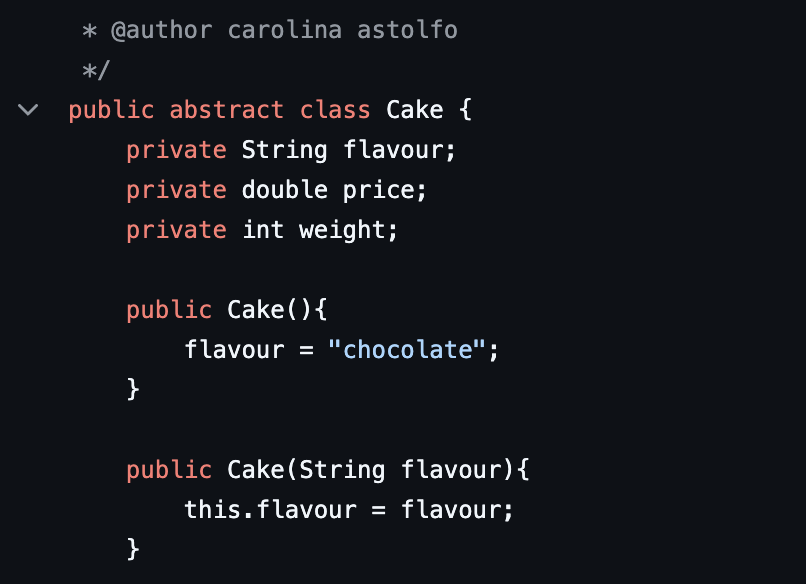 * @author carolina astolfo
*/
public abstract class Cake {
private String flavour;
private double price;
private int weight;
public Cake(){
flavour = "chocolate";
}
public Cake(String flavour){
this.flavour = flavour;
}